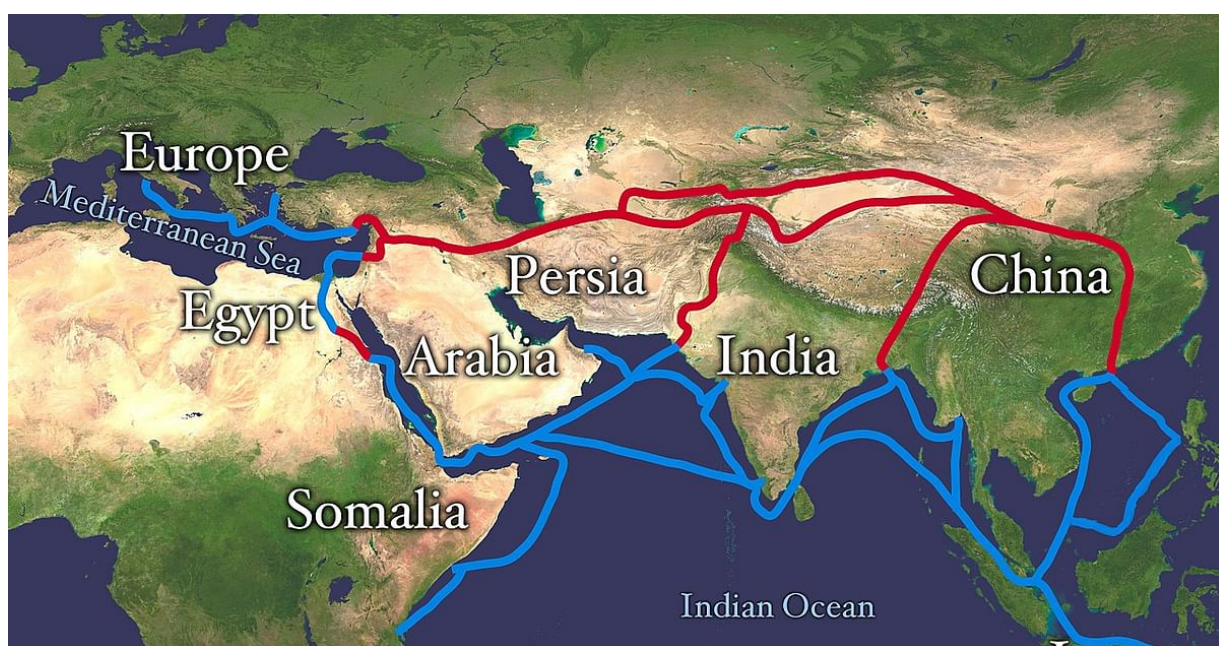 Europe
Mediterranean Sea
Persia
China
Egypt
Arabia
India
Somalia
Indian Ocean